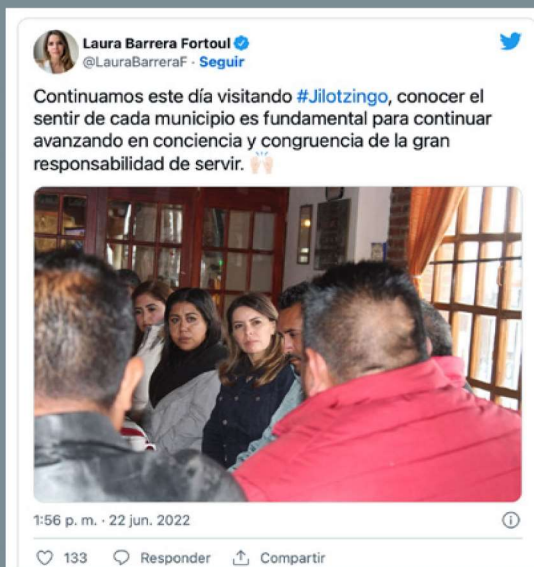 Laura Barrera Fortoul
@LauraBarreraF · Seguir
Continuamos este día visitando #Jilotzingo, conocer el
sentir de cada municipio es fundamental para continuar
avanzando en conciencia y congruencia de la gran
responsabilidad de servir. 🙌🏻
1:56 p. m. · 22 jun. 2022
133 Responder Compartir